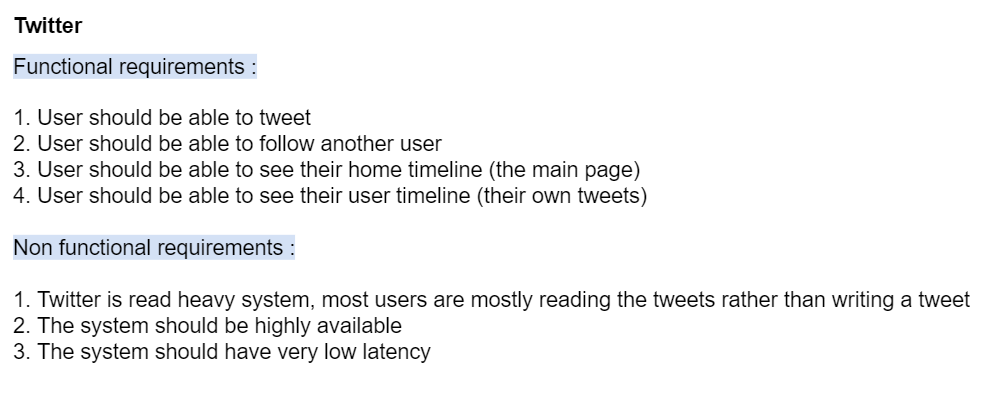 Twitter
Functional requirements :
1. User should be able to tweet
2. User should be able to follow another user
3. User should be able to see their home timeline (the main page)
4. User should be able to see their user timeline (their own tweets)
Non functional requirements :
1. Twitter is read heavy system, most users are mostly reading the tweets rather than writing a tweet
2. The system should be highly available
3. The system should have very low latency